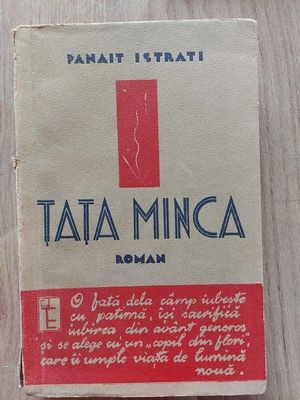 PANAIT ISTRATI
ȚAȚA MINCA
ROMAN
O fată dela câmp iubește
cu patimă, își sacrifică
iubirea din avânt generos
și se alege cu un „copil din flori”,
care îi umple viața de lumină
nouă.